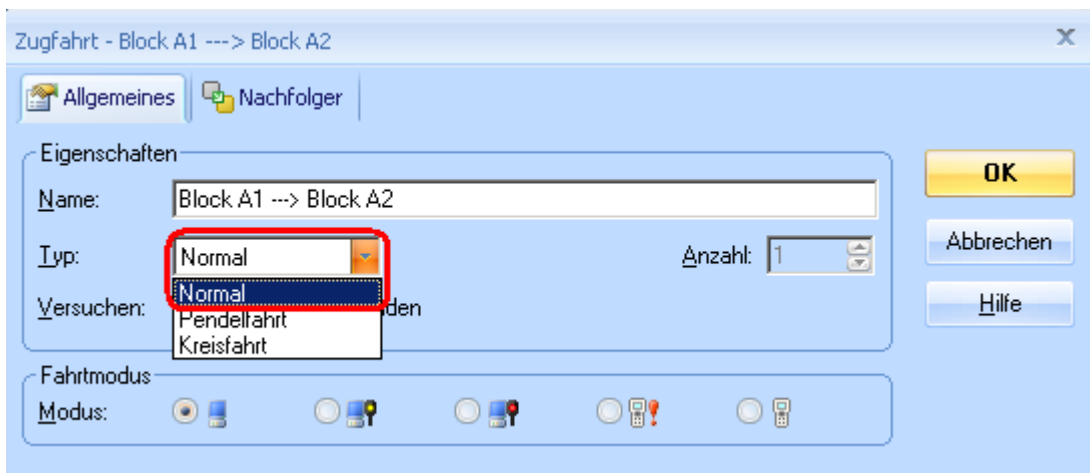 Zugfahrt - Block A1 ---> Block A2
Allgemeines Nachfolger
Eigenschaften
Name: Block A1 ---> Block A2
OK
Typ: Normal Anzahl: 1
Abbrechen
Normal
Versuchen: den
Hilfe
Pendelfahrt
Kreisfahrt
Fahrtmodus
Modus: